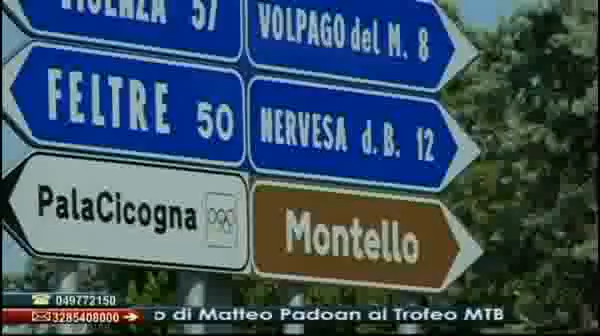 VICENZA 57
VOLPAGO del M. 8
FELTRE 50
NERVESA d. B. 12
PalaCicogna
Montello
049772150
3285408000
o di Matteo Padoan al Trofeo MTB